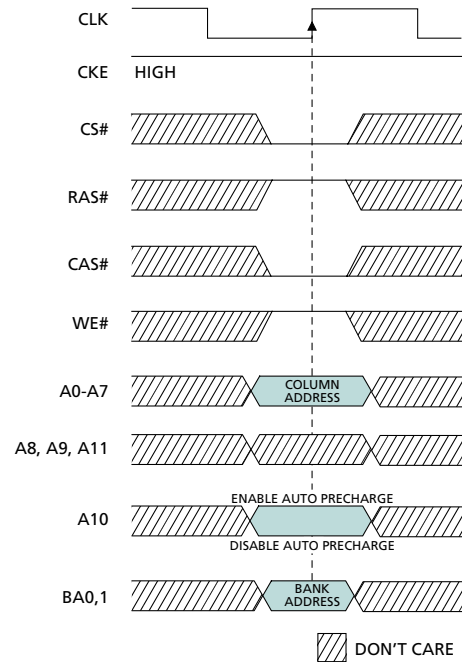 CLK
CKE HIGH
CS#
RAS#
CAS#
WE#
A0-A7 COLUMN
ADDRESS
A8, A9, A11
ENABLE AUTO PRECHARGE
A10
DISABLE AUTO PRECHARGE
BA0,1 BANK
ADDRESS
DON'T CARE